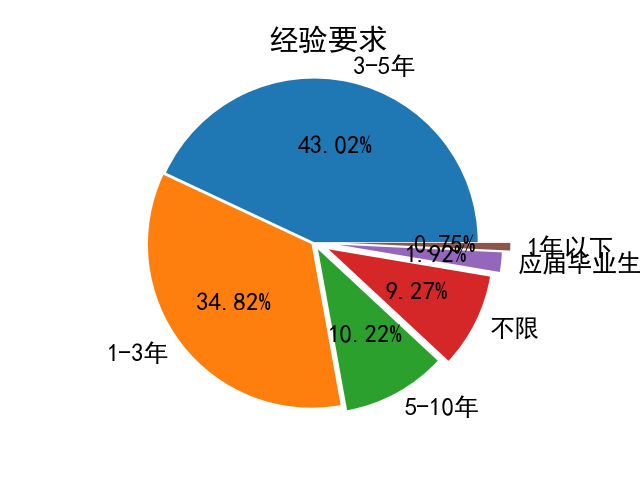 经验要求
3-5年
43.02%
0.75%
1年以下
1.92%
应届毕业生
9.27%
34.82%
不限
10.22%
1-3年
5-10年